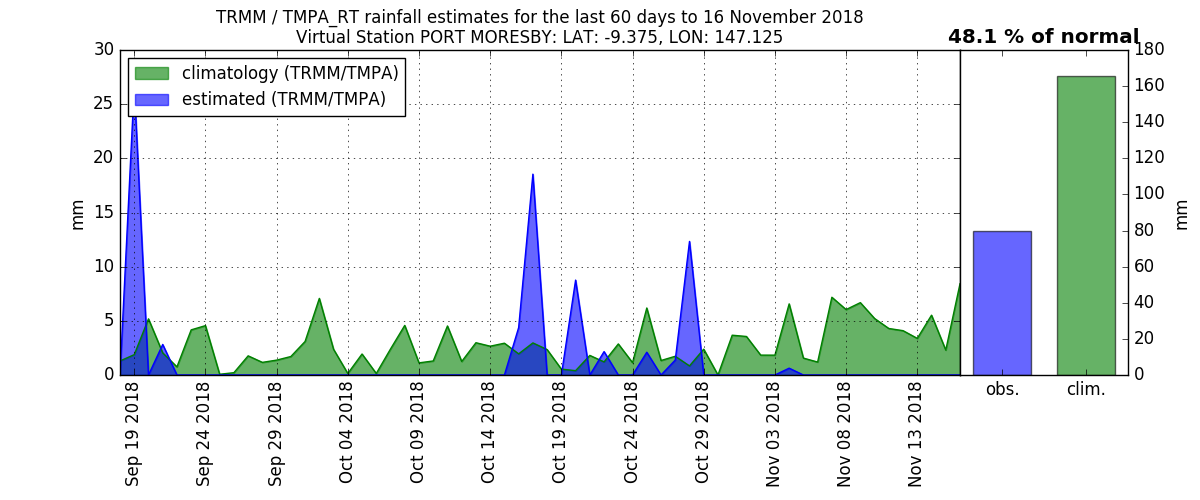 TRMM / TMPA_RT rainfall estimates for the last 60 days to 16 November 2018
Virtual Station PORT MORESBY: LAT: -9.375, LON: 147.125
48.1 % of normal
climatology (TRMM/TMPA)
estimated (TRMM/TMPA)
mm
30
25
20
15
10
5
0
Sep 19 2018
Sep 24 2018
Sep 29 2018
Oct 04 2018
Oct 09 2018
Oct 14 2018
Oct 19 2018
Oct 24 2018
Oct 29 2018
Nov 03 2018
Nov 08 2018
Nov 13 2018
obs.
clim.
180
160
140
120
100
80
60
40
20
0
mm